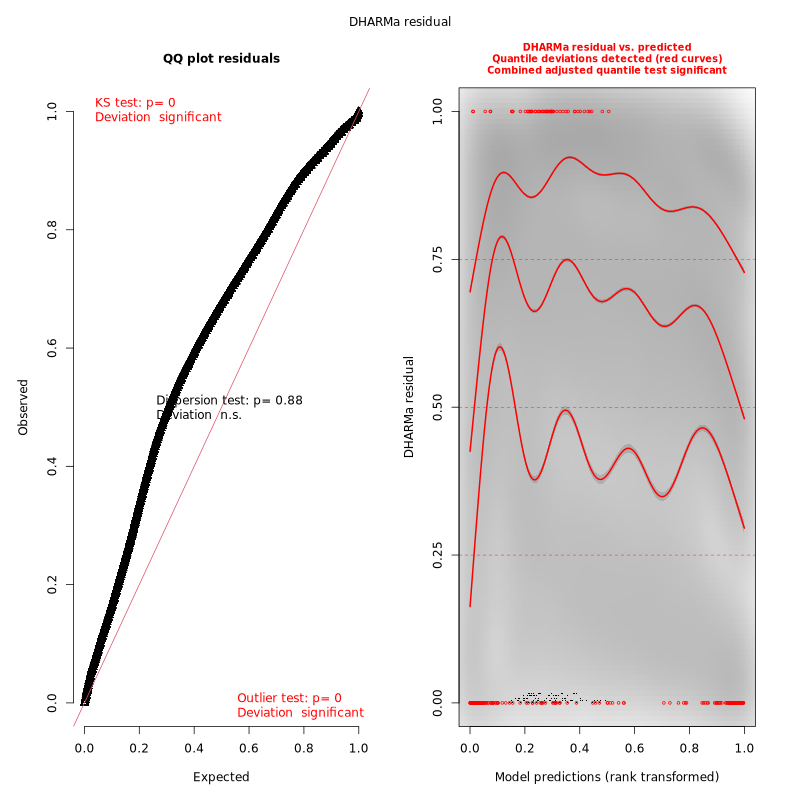 DHARMa residual
QQ plot residuals
KS test: p= 0
Deviation  significant
Dispersion test: p= 0.88
Deviation  n.s.
Outlier test: p= 0
Deviation  significant
Observed
0.0
0.2
0.4
0.6
0.8
1.0
0.0
0.2
0.4
0.6
0.8
1.0
Expected
DHARMa residual vs. predicted
Quantile deviations detected (red curves)
Combined adjusted quantile test significant
DHARMa residual
0.00
0.25
0.50
0.75
1.00
0.0
0.2
0.4
0.6
0.8
1.0
Model predictions (rank transformed)